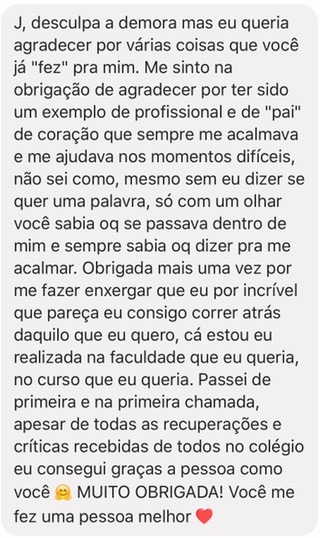 J, desculpa a demora mas eu queria
agradecer por várias coisas que você
já "fez" pra mim. Me sinto na
obrigação de agradecer por ter sido
um exemplo de profissional e de "pai"
de coração que sempre me acalmava
e me ajudava nos momentos difíceis,
não sei como, mesmo sem eu dizer se
quer uma palavra, só com um olhar
você sabia oq se passava dentro de
mim e sempre sabia oq dizer pra me
acalmar. Obrigada mais uma vez por
me fazer enxergar que eu por incrível
que pareça eu consigo correr atrás
daquilo que eu quero, cá estou eu
realizada na faculdade que eu queria,
no curso que eu queria. Passei de
primeira e na primeira chamada,
apesar de todas as recuperações e
críticas recebidas de todos no colégio
eu consegui graças a pessoa como
você 🤗 MUITO OBRIGADA! Você me
fez uma pessoa melhor ♥️